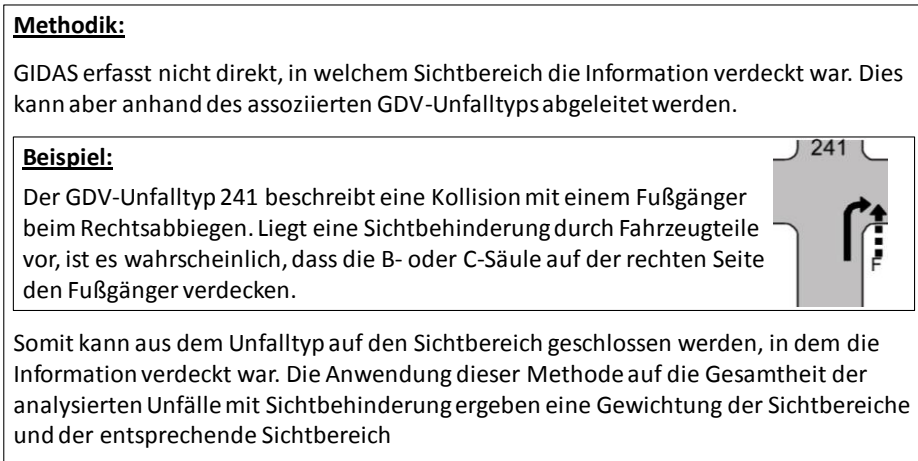 Methodik:
GIDAS erfasst nicht direkt, in welchem Sichtbereich die Information verdeckt war. Dies
kann aber anhand des assoziierten GDV-Unfalltyps abgeleitet werden.
Beispiel:
241
Der GDV-Unfalltyp 241 beschreibt eine Kollision mit einem Fußgänger
beim Rechtsabbiegen. Liegt eine Sichtbehinderung durch Fahrzeugteile
vor, ist es wahrscheinlich, dass die B- oder C-Säule auf der rechten Seite
F
den Fußgänger verdecken.
Somit kann aus dem Unfalltyp auf den Sichtbereich geschlossen werden, in dem die
Information verdeckt war. Die Anwendung dieser Methode auf die Gesamtheit der
analysierten Unfälle mit Sichtbehinderung ergeben eine Gewichtung der Sichtbereiche
und der entsprechende Sichtbereich